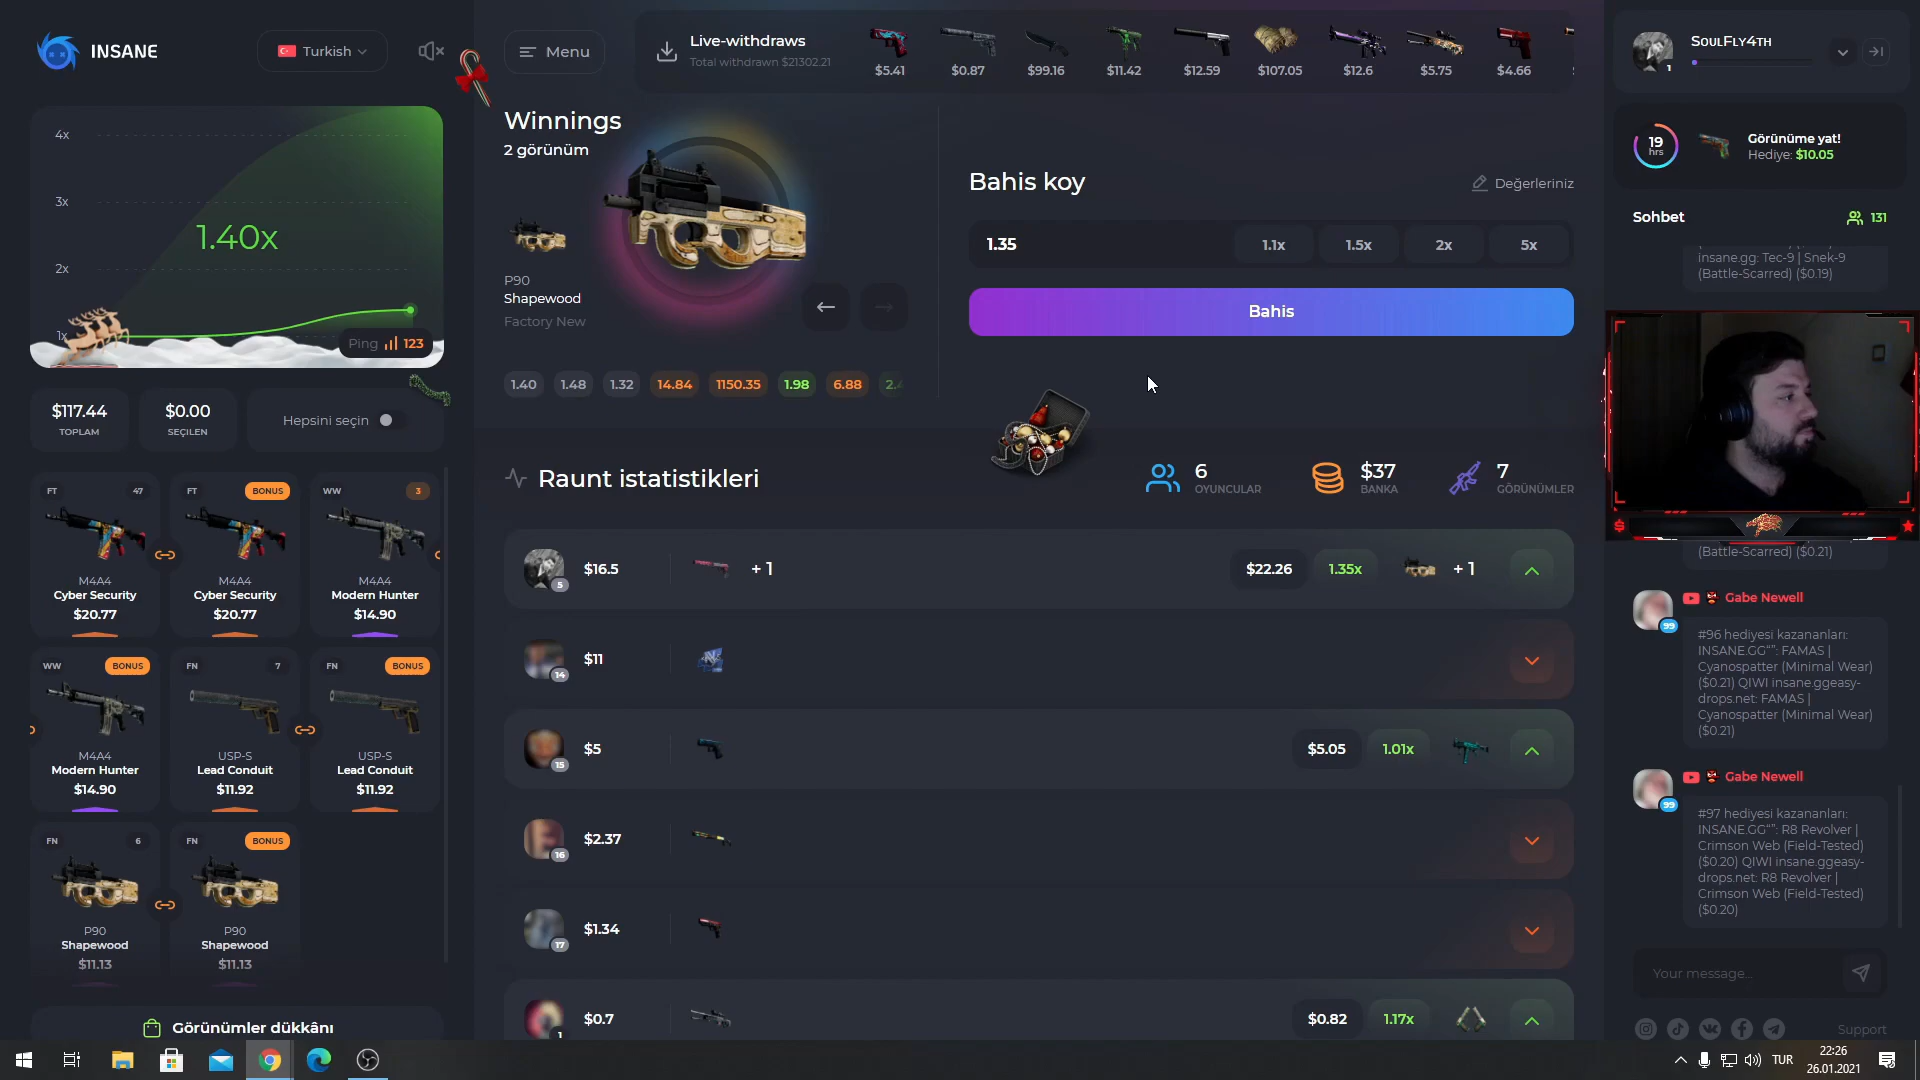 INSANE
Turkish
Menu
Live-withdraws
Total withdrawn $21302.21
$5.41
$0.87
$99.16
$11.42
$12.59
$107.05
$12.6
$5.75
$4.66
SOULFLY4TH
1
4x
3x
2x
1x
1.40x
Ping 123
$117.44
TOPLAM
$0.00
SEÇILEN
Hepsini seçin
FT 47
M4A4
Cyber Security
$20.77
FT BONUS
M4A4
Cyber Security
$20.77
WW 3
M4A4
Modern Hunter
$14.90
WW BONUS
M4A4
Modern Hunter
$14.90
FN 7
USP-S
Lead Conduit
$11.92
FN BONUS
USP-S
Lead Conduit
$11.92
FN 6
P90
Shapewood
$11.13
FN BONUS
P90
Shapewood
$11.13
Görünümler dükkânı
Winnings
2 görünüm
P90
Shapewood
Factory New
1.40 1.48 1.32 14.84 1150.35 1.98 6.88
Bahis koy
Değerleriniz
1.35 1.1x 1.5x 2x 5x
Bahis
Raunt istatistikleri
6
OYUNCULAR
$37
BANKA
7
GÖRÜNÜMLER
5 $16.5 + 1 $22.26 1.35x + 1
14 $11
15 $5 $5.05 1.01x
16 $2.37
17 $1.34
1 $0.7 $0.82 1.17x
19
hrs
Görünüme yat!
Hediye: $10.05
Sohbet 131
insane.gg: Tec-9 | Snek-9
(Battle-Scarred) ($0.19)
(Battle-Scarred) ($0.21)
Gabe Newell
99
#96 hediyesi kazananları:
INSANE.GG“”: FAMAS |
Cyanospatter (Minimal Wear)
($0.21) QIWI insane.ggeasy-
drops.net: FAMAS |
Cyanospatter (Minimal Wear)
($0.21)
Gabe Newell
99
#97 hediyesi kazananları:
INSANE.GG“”: R8 Revolver |
Crimson Web (Field-Tested)
($0.20) QIWI insane.ggeasy-
drops.net: R8 Revolver |
Crimson Web (Field-Tested)
($0.20)
Your message...
Support
TUR
22:26
26.01.2021